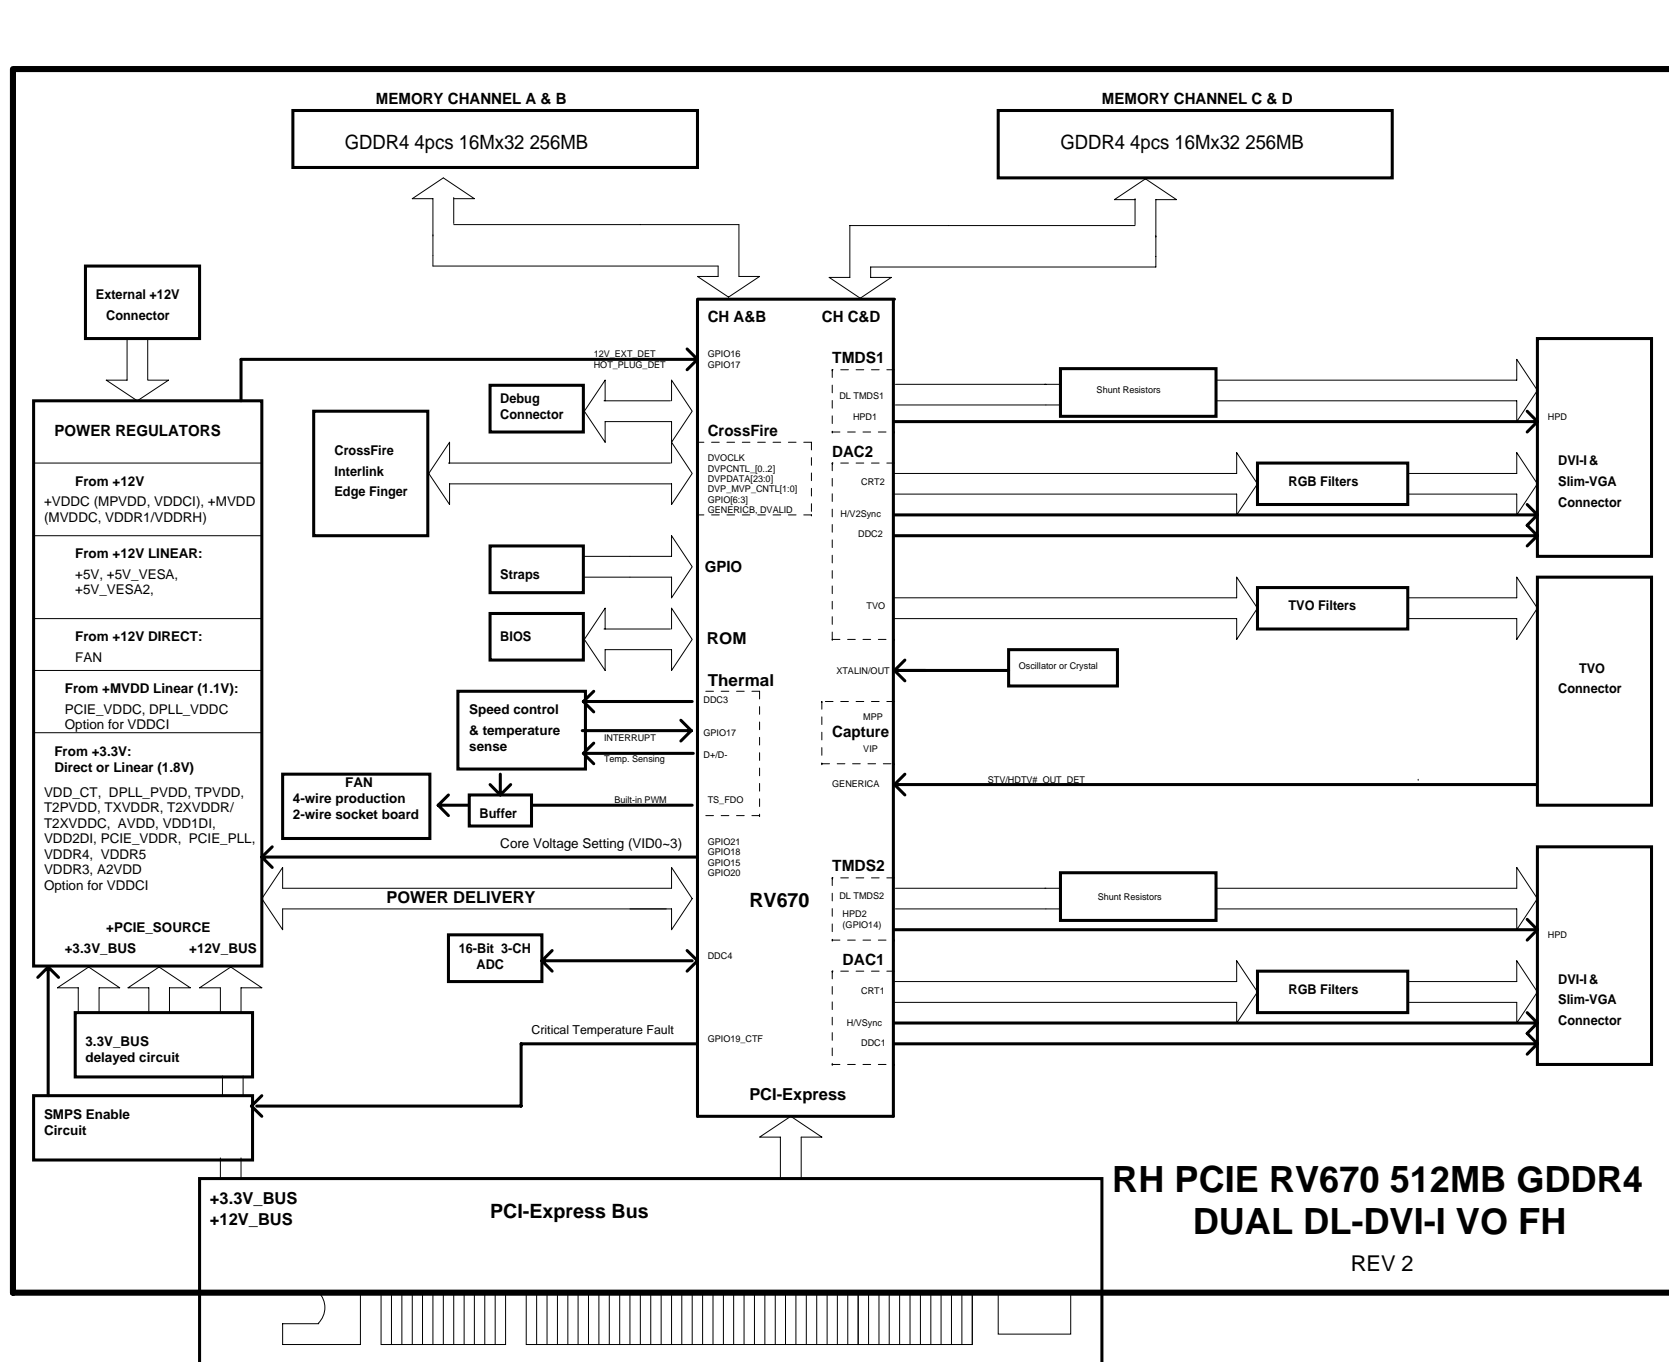 MEMORY CHANNEL A & B
GDDR4 4pcs 16Mx32 256MB
MEMORY CHANNEL C & D
GDDR4 4pcs 16Mx32 256MB
External +12V
Connector
POWER REGULATORS
From +12V
+VDDC (MPVDD, VDDCI), +MVDD
(MVDDC, VDDR1/VDDRH)
From +12V LINEAR:
+5V, +5V_VESA,
+5V_VESA2,
From +12V DIRECT:
FAN
From +MVDD Linear (1.1V):
PCIE_VDDC, DPLL_VDDC
Option for VDDCI
From +3.3V:
Direct or Linear (1.8V)
VDD_CT, DPLL_PVDD, TPVDD,
T2PVDD, TXVDDR, T2XVDDR/
T2XVDDC, AVDD, VDD1DI,
VDD2DI, PCIE_VDDR, PCIE_PLL,
VDDR4, VDDR5
VDDR3, A2VDD
Option for VDDCI
+PCIE_SOURCE
+3.3V_BUS
+12V_BUS
3.3V_BUS
delayed circuit
SMPS Enable
Circuit
12V_EXT_DET
HOT_PLUG_DET
Debug
Connector
CrossFire
Interlink
Edge Finger
Straps
BIOS
Speed control
& temperature
sense
INTERRUPT
Temp. Sensing
FAN
4-wire production
2-wire socket board
Buffer
Built-in PWM
Core Voltage Setting (VID0~3)
POWER DELIVERY
16-Bit 3-CH
ADC
Critical Temperature Fault
CH A&B
CH C&D
GPIO16
GPIO17
CrossFire
DVOCLK
DVPCNTL_[0..2]
DVPDATA[23:0]
DVP_MVP_CNTL[1:0]
GPIO[6:3]
GENERICB, DVALID
GPIO
ROM
Thermal
DDC3
GPIO17
D+/D-
TS_FDO
GPIO21
GPIO18
GPIO15
GPIO20
RV670
DDC4
GPIO19_CTF
PCI-Express
TMDS1
DL TMDS1
HPD1
DAC2
CRT2
H/V2Sync
DDC2
TVO
XTALIN/OUT
MPP
Capture
VIP
GENERICA
TMDS2
DL TMDS2
HPD2
(GPIO14)
DAC1
CRT1
H/VSync
DDC1
Shunt Resistors
RGB Filters
TVO Filters
Oscillator or Crystal
STV/HDTV# OUT DET
Shunt Resistors
RGB Filters
HPD
DVI-I &
Slim-VGA
Connector
TVO
Connector
HPD
DVI-I &
Slim-VGA
Connector
+3.3V_BUS
+12V_BUS
PCI-Express Bus
RH PCIE RV670 512MB GDDR4
DUAL DL-DVI-I VO FH
REV 2